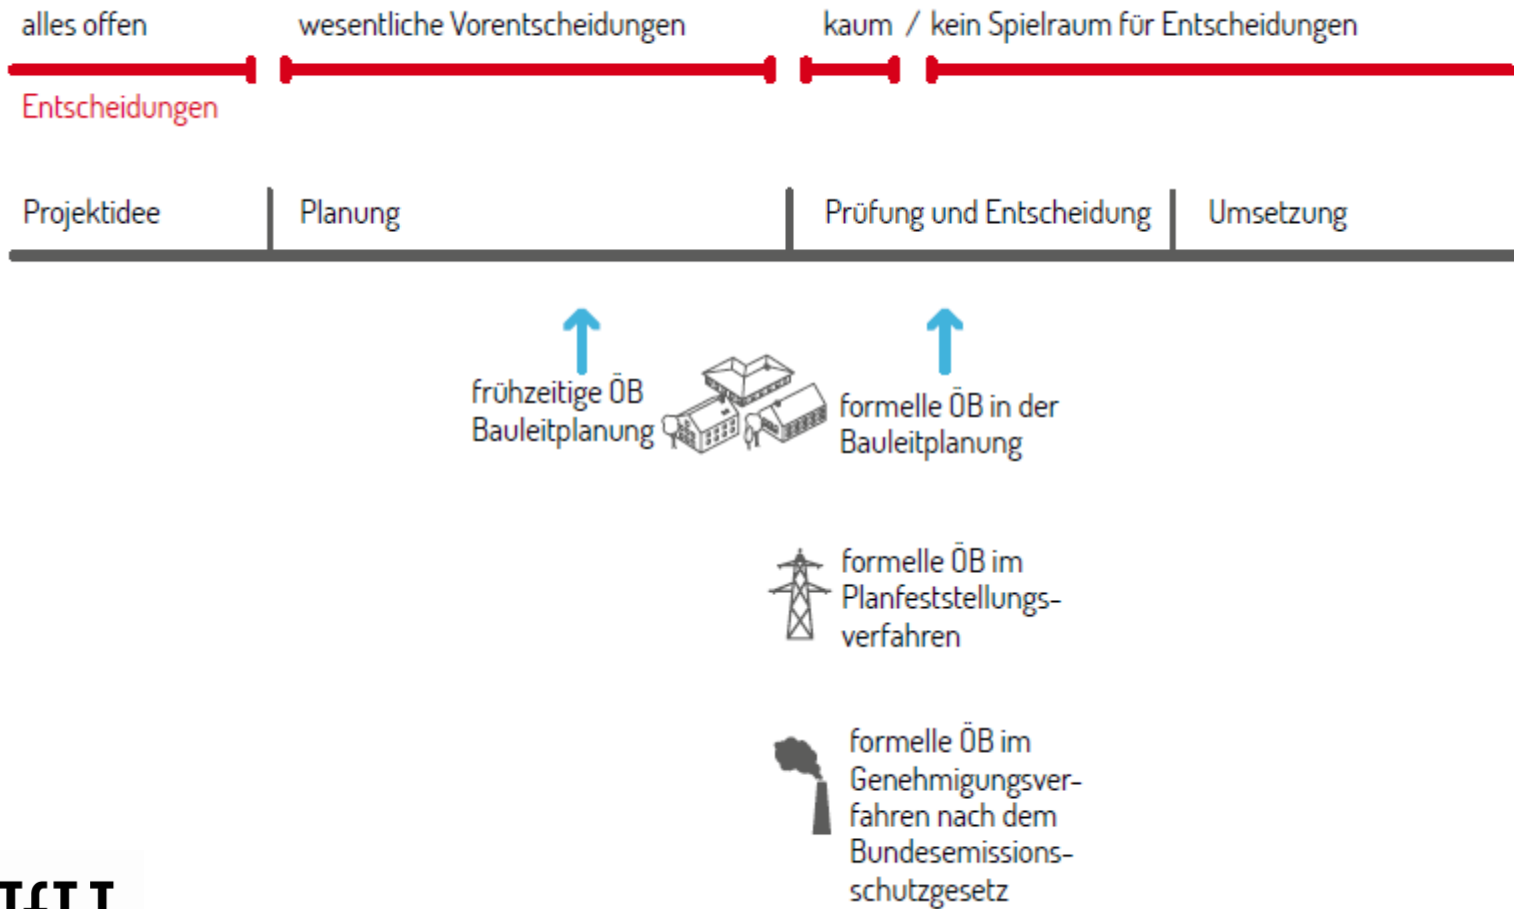 alles offen
wesentliche Vorentscheidungen
kaum / kein Spielraum für Entscheidungen
Entscheidungen
Projektidee
Planung
Prüfung und Entscheidung
Umsetzung
frühzeitige ÖB
Bauleitplanung
formelle ÖB in der
Bauleitplanung
formelle ÖB im
Planfeststellungs-
verfahren
formelle ÖB im
Genehmigungsver-
fahren nach dem
Bundesemissions-
schutzgesetz